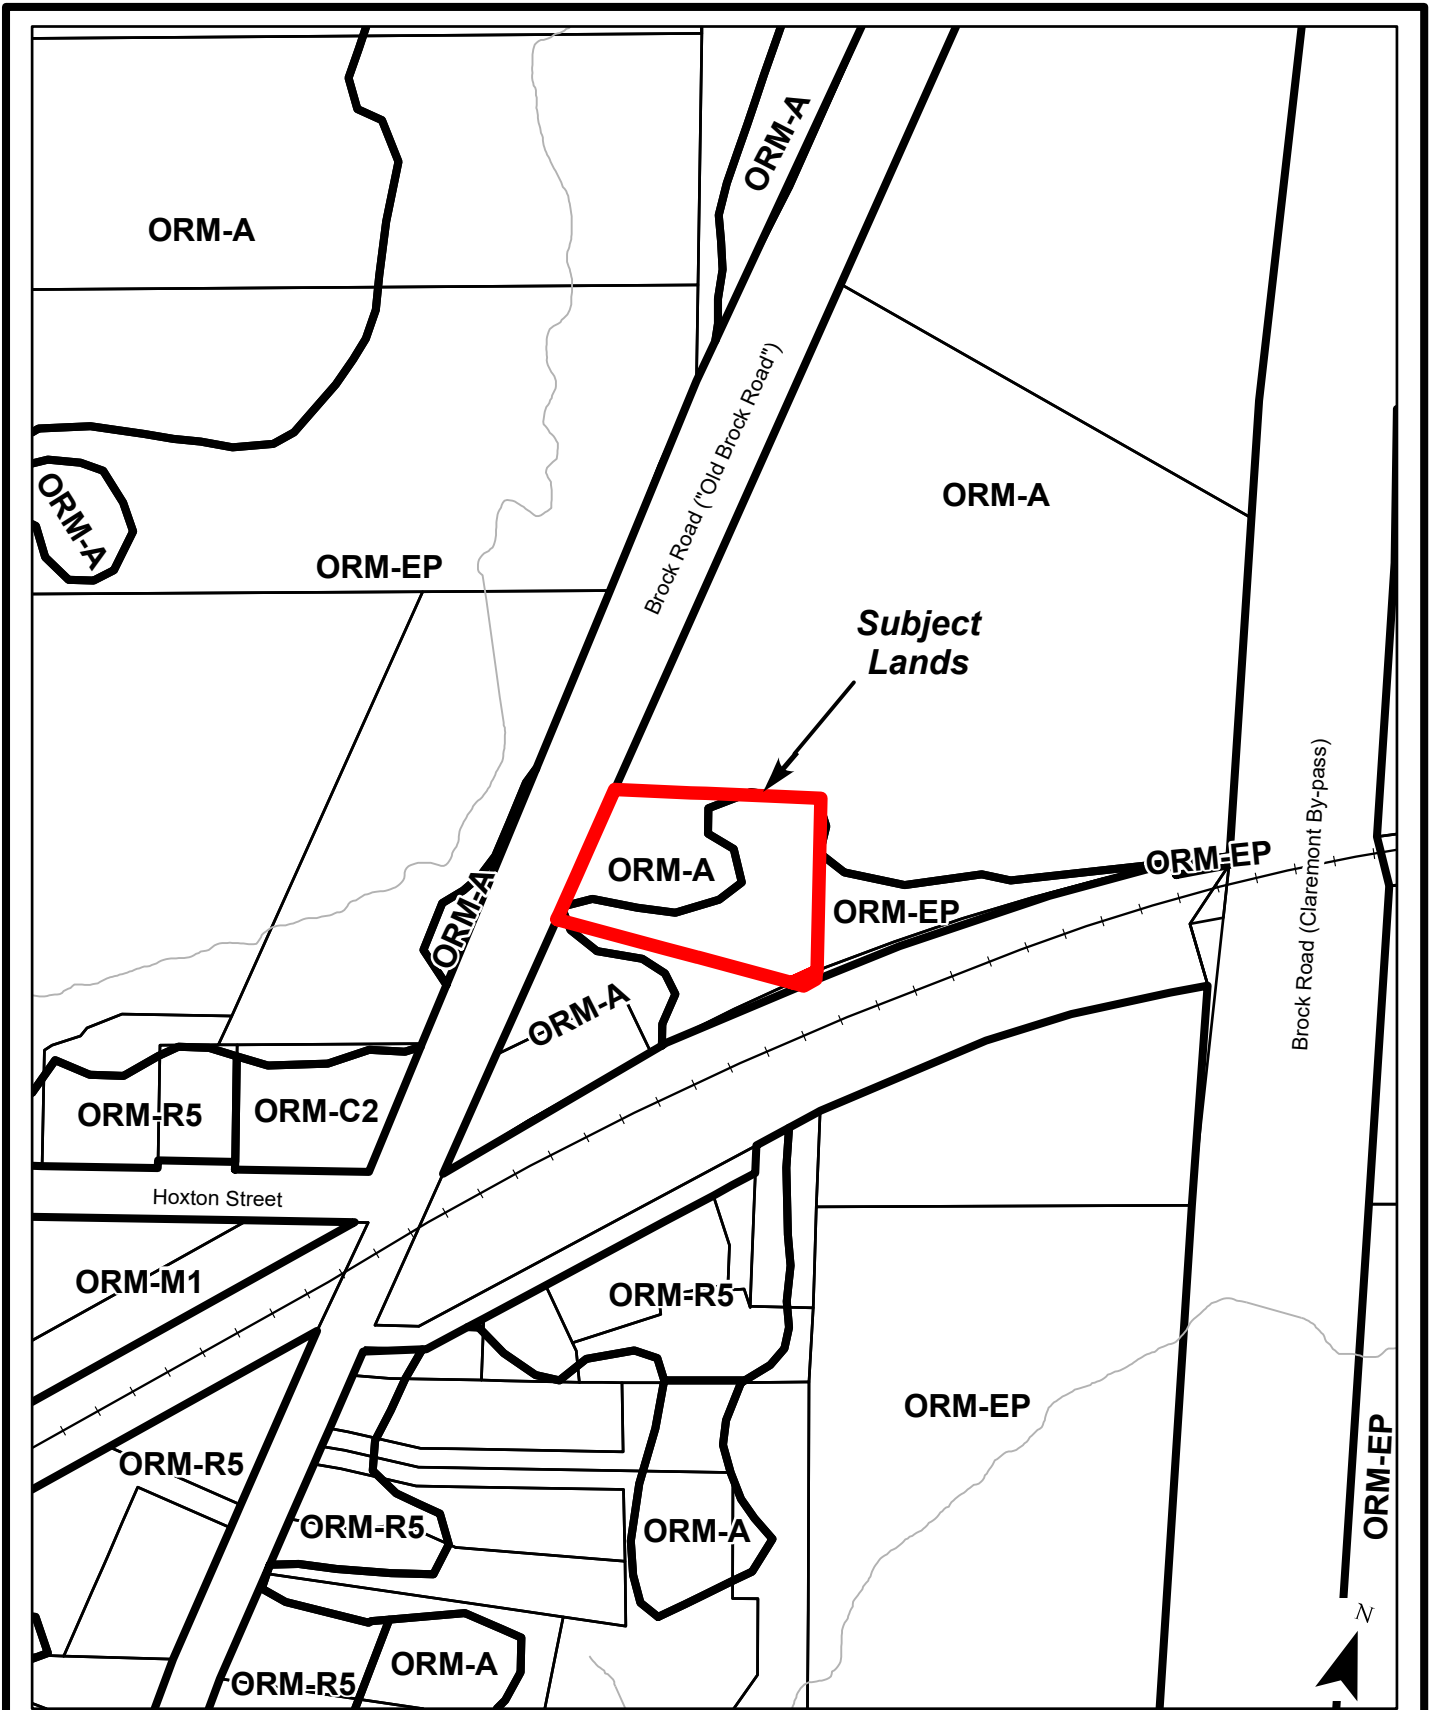 ORM-A
ORM-A
Brock Road ("Old Brock Road")
ORM-A
ORM-A
ORM-EP
Subject
Lands
Brock Road (Claremont By-pass)
ORM-EP
ORM-A
ORM-EP
ORM-A
ORM-A
ORM-R5
ORM-C2
Hoxton Street
ORM-M1
ORM-R5
ORM-EP
ORM-EP
ORM-R5
ORM-R5
ORM-A
N
ORM-A
ORM-R5